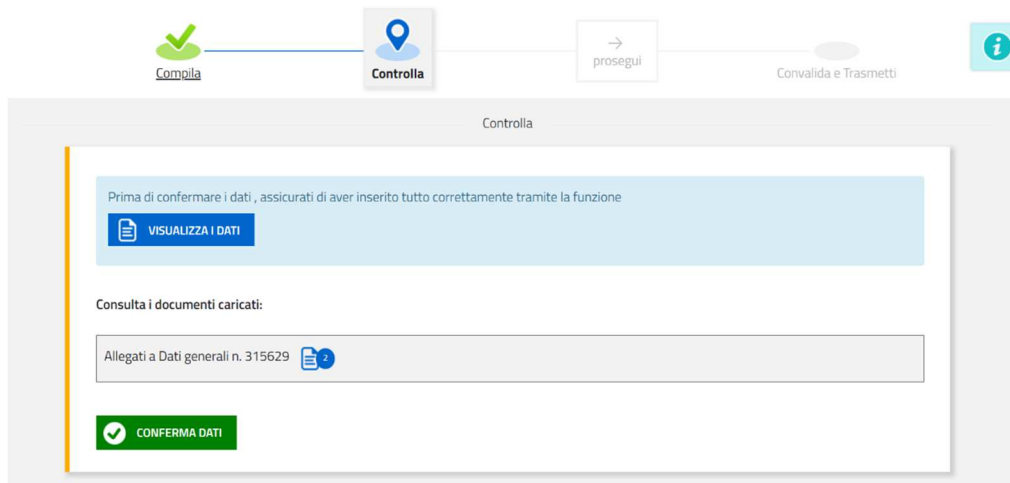 Compila
Controlla
prosegui
Convalida e Trasmetti
i
Controlla
Prima di confermare i dati , assicurati di aver inserito tutto correttamente tramite la funzione
VISUALIZZA I DATI
Consulta i documenti caricati:
Allegati a Dati generali n. 315629 2
CONFERMA DATI